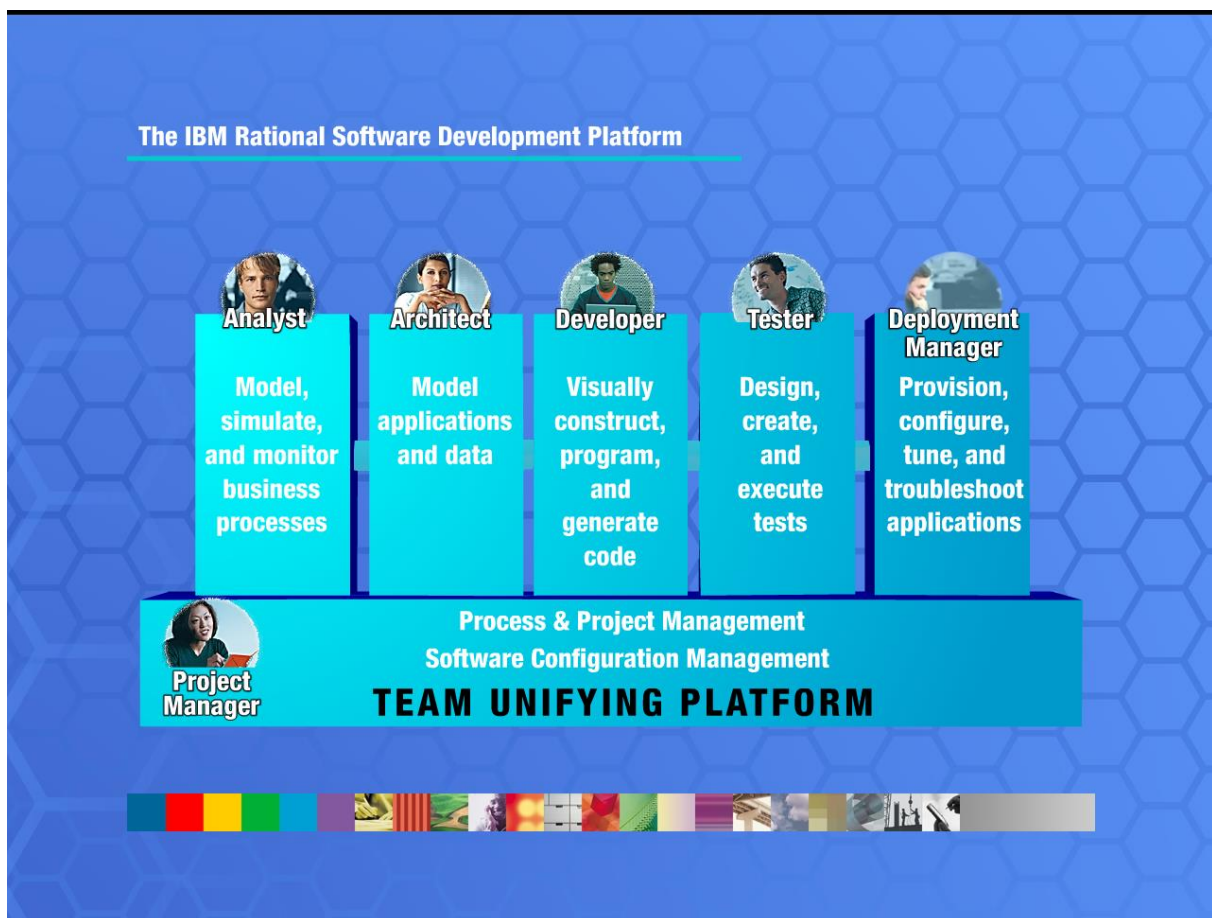 The IBM Rational Software Development Platform
Analyst
Model,
simulate,
and monitor
business
processes
Architect
Model
applications
and data
Developer
Visually
construct,
program,
and
generate
code
Tester
Design,
create,
and
execute
tests
Deployment
Manager
Provision,
configure,
tune, and
troubleshoot
applications
Project
Manager
Process & Project Management
Software Configuration Management
TEAM UNIFYING PLATFORM